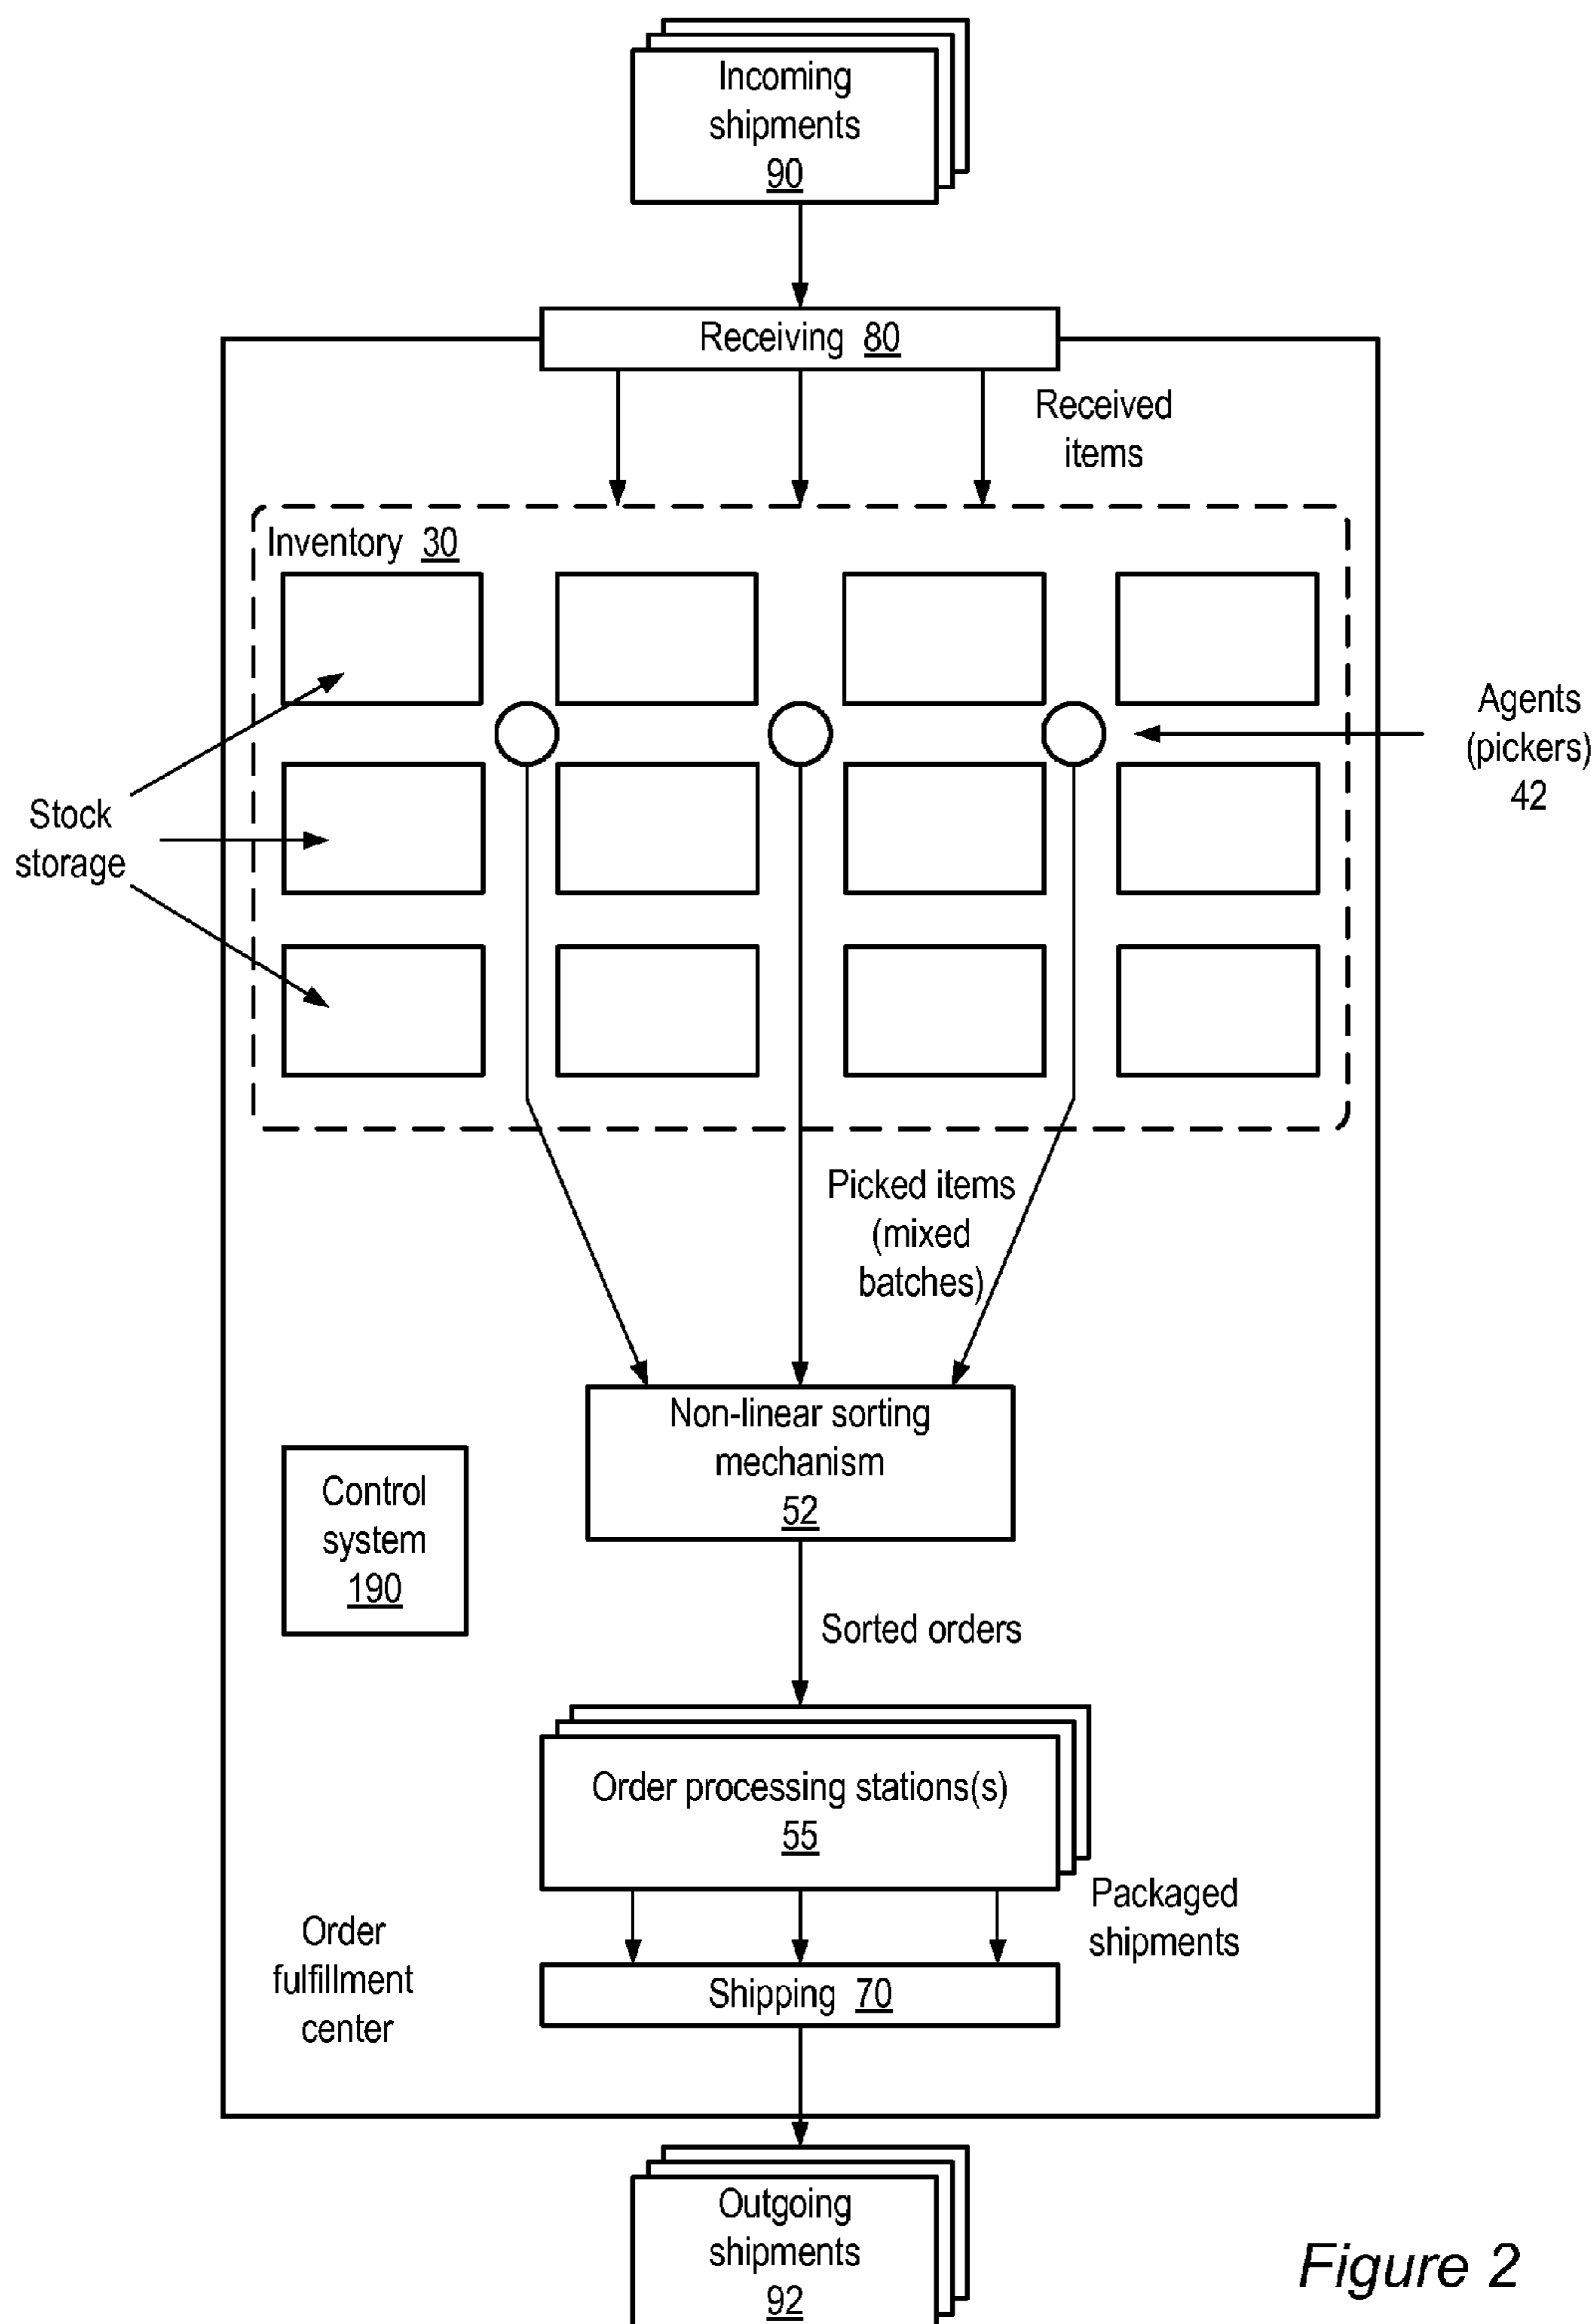 Incoming
shipments
90
Receiving 80
Received
items
Inventory 30
Agents
(pickers)
42
Stock
storage
Picked items
(mixed
batches)
Non-linear sorting
mechanism
52
Control
system
190
Sorted orders
Order processing stations(s)
55
Packaged
shipments
Order
fulfillment
center
Shipping 70
Outgoing
shipments
92
Figure 2